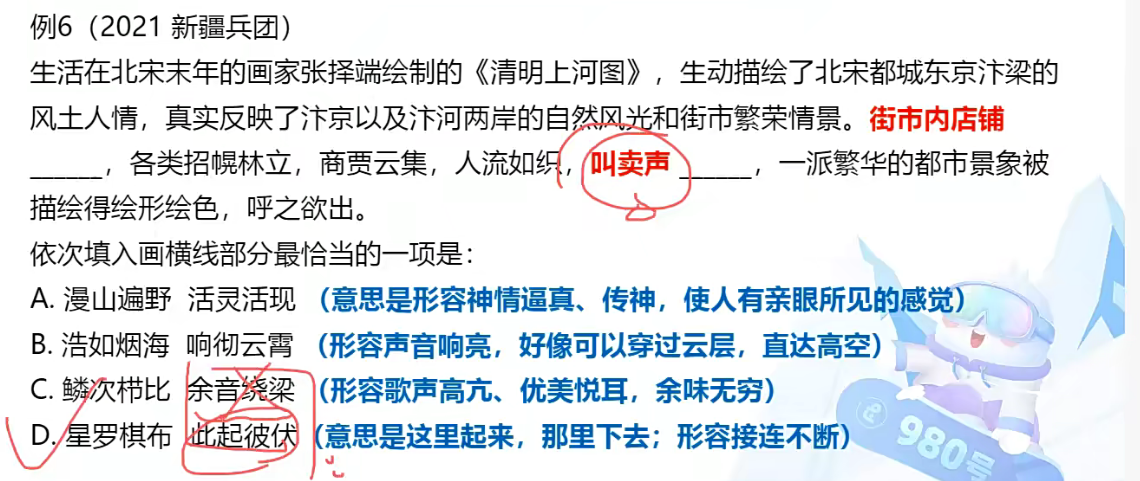 例6（2021 新疆兵团）
生活在北宋末年的画家张择端绘制的《清明上河图》，生动描绘了北宋都城东京汴梁的
风土人情，真实反映了汴京以及汴河两岸的自然风光和街市繁荣情景。街市内店铺
______，各类招幌林立，商贾云集，人流如织，叫卖声 ______，一派繁华的都市景象被
描绘得绘形绘色，呼之欲出。
依次填入画横线部分最恰当的一项是：
A. 漫山遍野 活灵活现（意思是形容神情逼真、传神，使人有亲眼所见的感觉）
B. 浩如烟海 响彻云霄（形容声音响亮，好像可以穿过云层，直达高空）
C. 鳞次栉比 余音绕梁（形容歌声高亢、优美悦耳，余味无穷）
D. 星罗棋布 此起彼伏（意思是这里起来，那里下去；形容接连不断）
980号